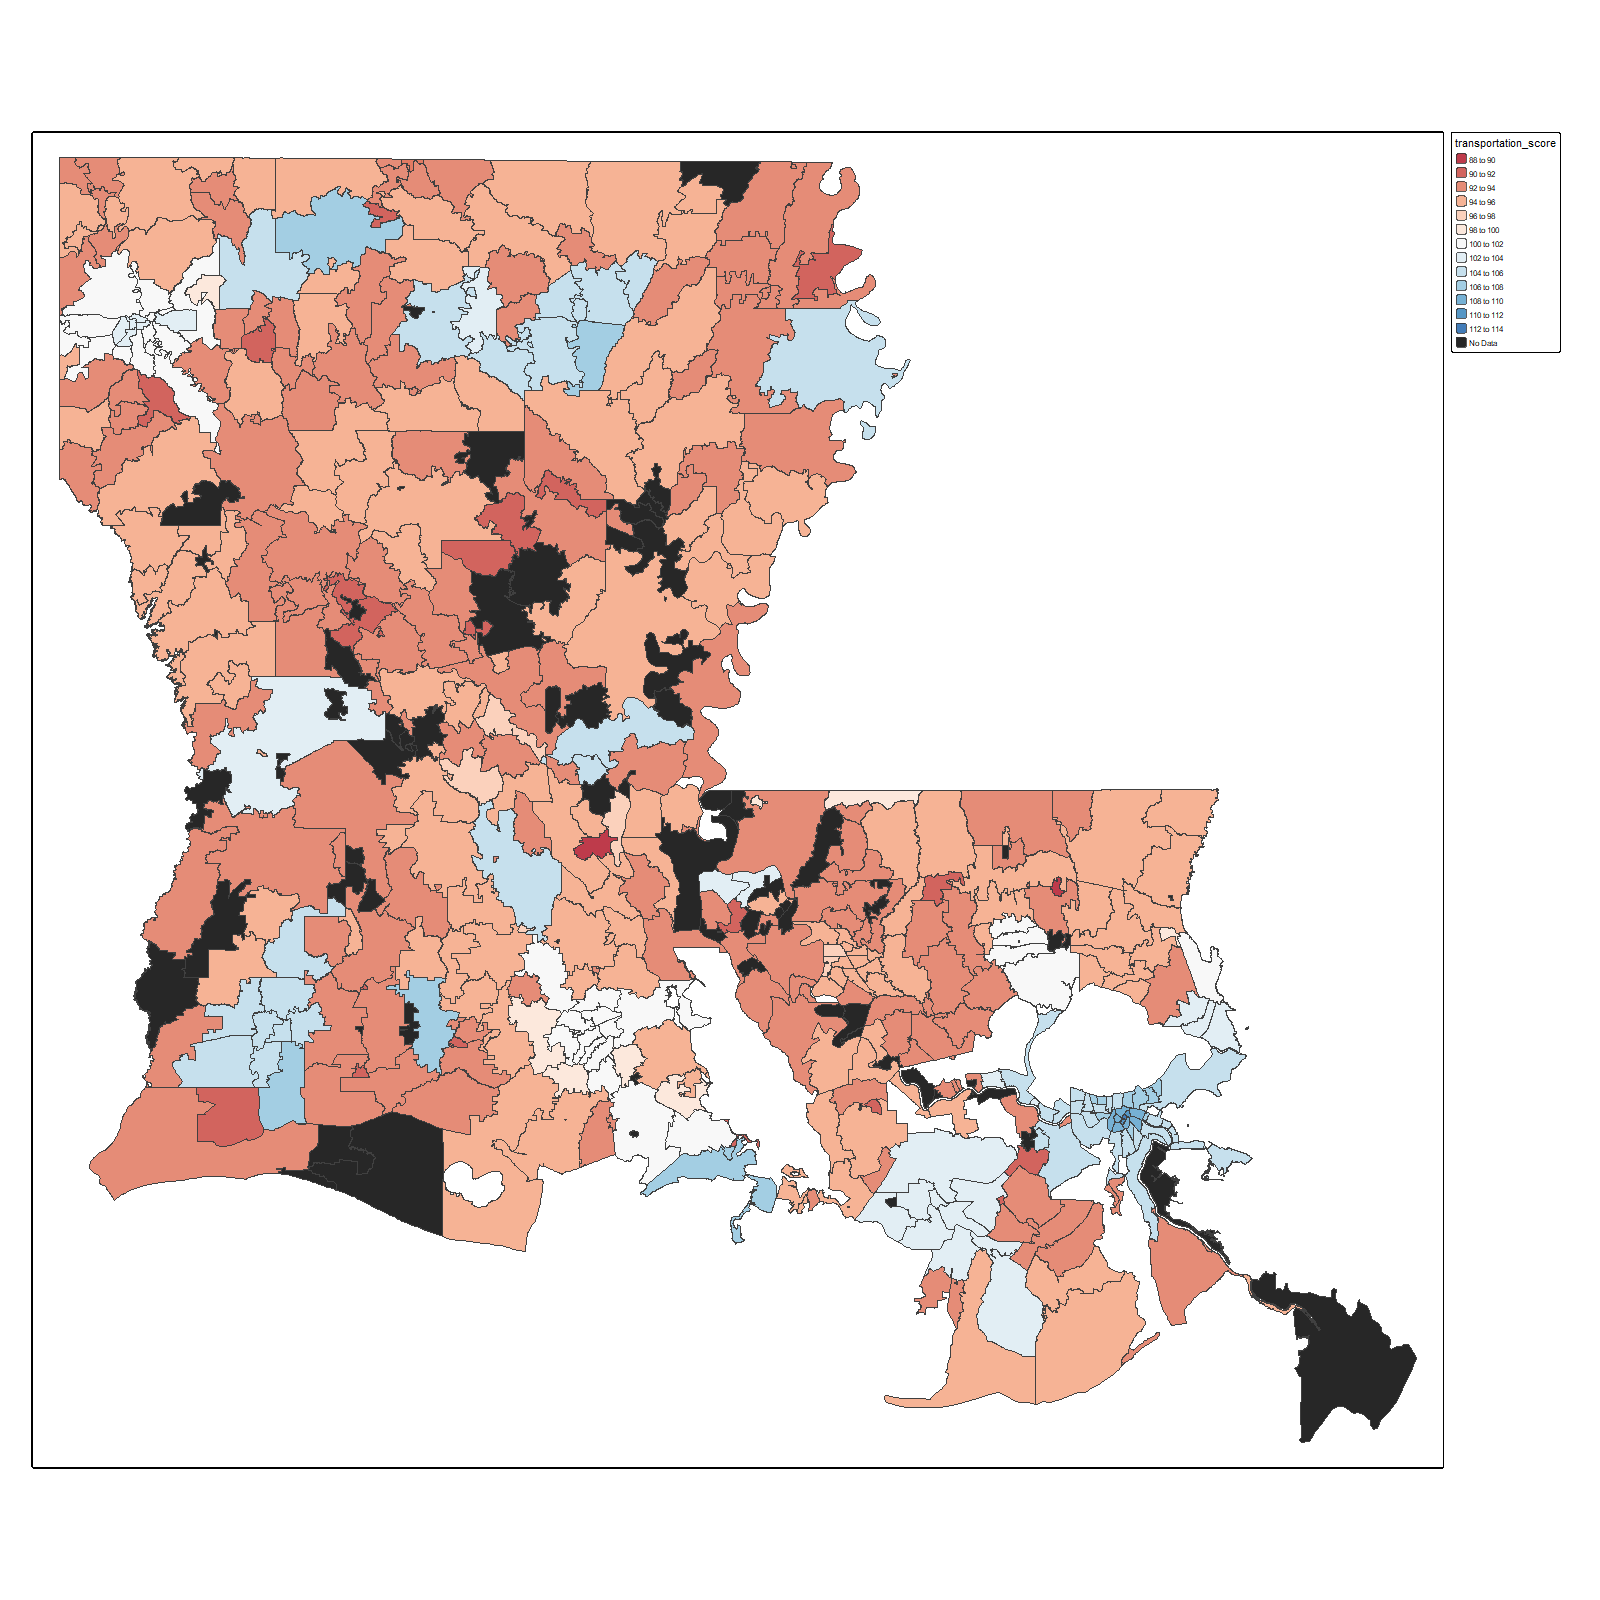 transportation_score
88 to 90
90 to 92
92 to 94
94 to 96
96 to 98
98 to 100
100 to 102
102 to 104
104 to 106
106 to 108
108 to 110
110 to 112
112 to 114
No Data